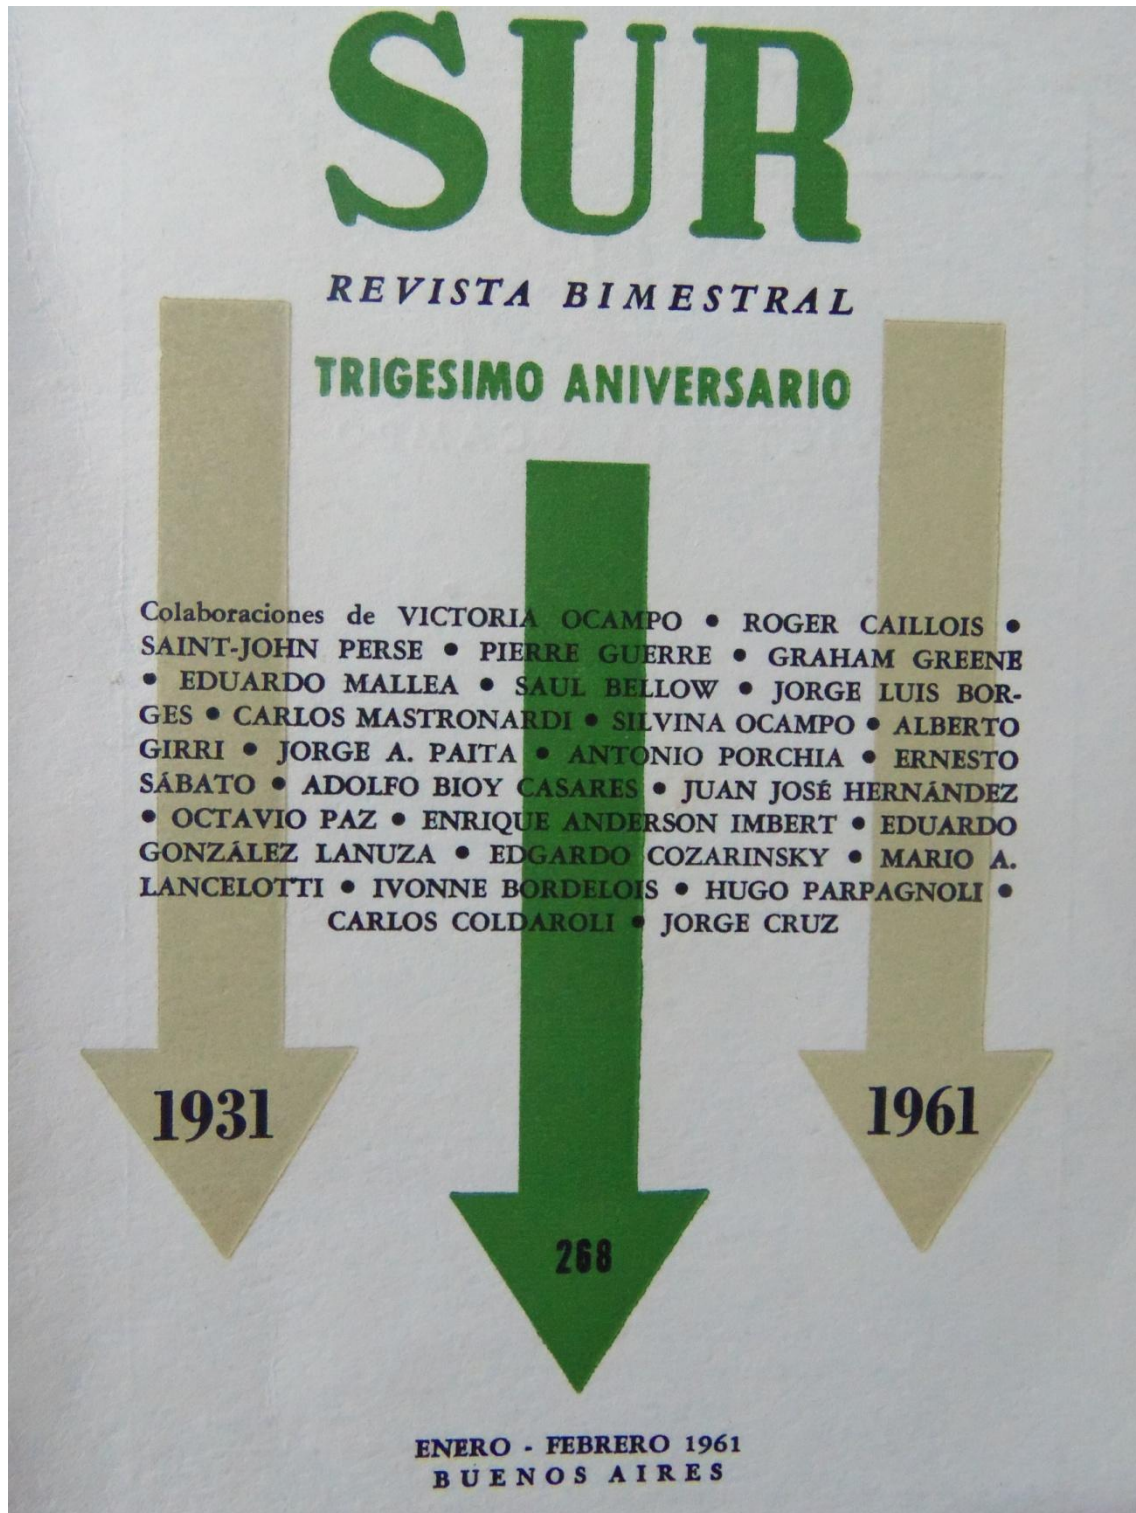 SUR
REVISTA BIMESTRAL
TRIGESIMO ANIVERSARIO
Colaboraciones de VICTORIA OCAMPO • ROGER CAILLOIS •
SAINT-JOHN PERSE • PIERRE GUERRE • GRAHAM GREENE
• EDUARDO MALLEA • SAUL BELLOW • JORGE LUIS BOR-
GES • CARLOS MASTRONARDI • SILVINA OCAMPO • ALBERTO
GIRRI • JORGE A. PAITA • ANTONIO PORCHIA • ERNESTO
SÁBATO • ADOLFO BIOY CASARES • JUAN JOSÉ HERNÁNDEZ
• OCTAVIO PAZ • ENRIQUE ANDERSON IMBERT • EDUARDO
GONZÁLEZ LANUZA • EDGARDO COZARINSKY • MARIO A.
LANCELOTTI • IVONNE BORDELOIS • HUGO PARPAGNOLI •
CARLOS COLDAROLI • JORGE CRUZ
1931
1961
268
ENERO - FEBRERO 1961
BUENOS AIRES